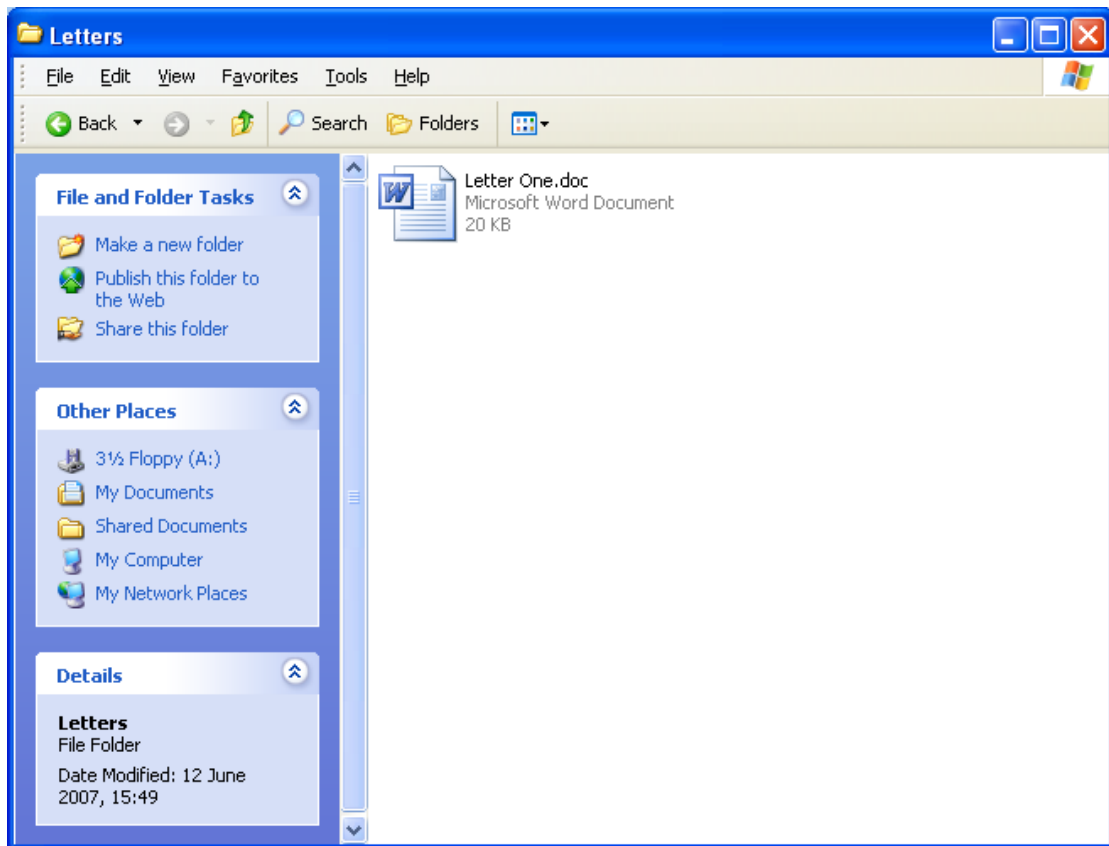 Letters
File Edit View Favorites Tools Help
Back Search Folders
File and Folder Tasks
Make a new folder
Publish this folder to
the Web
Share this folder
Other Places
3½ Floppy (A:)
My Documents
Shared Documents
My Computer
My Network Places
Details
Letters
File Folder
Date Modified: 12 June
2007, 15:49
Letter One.doc
Microsoft Word Document
20 KB